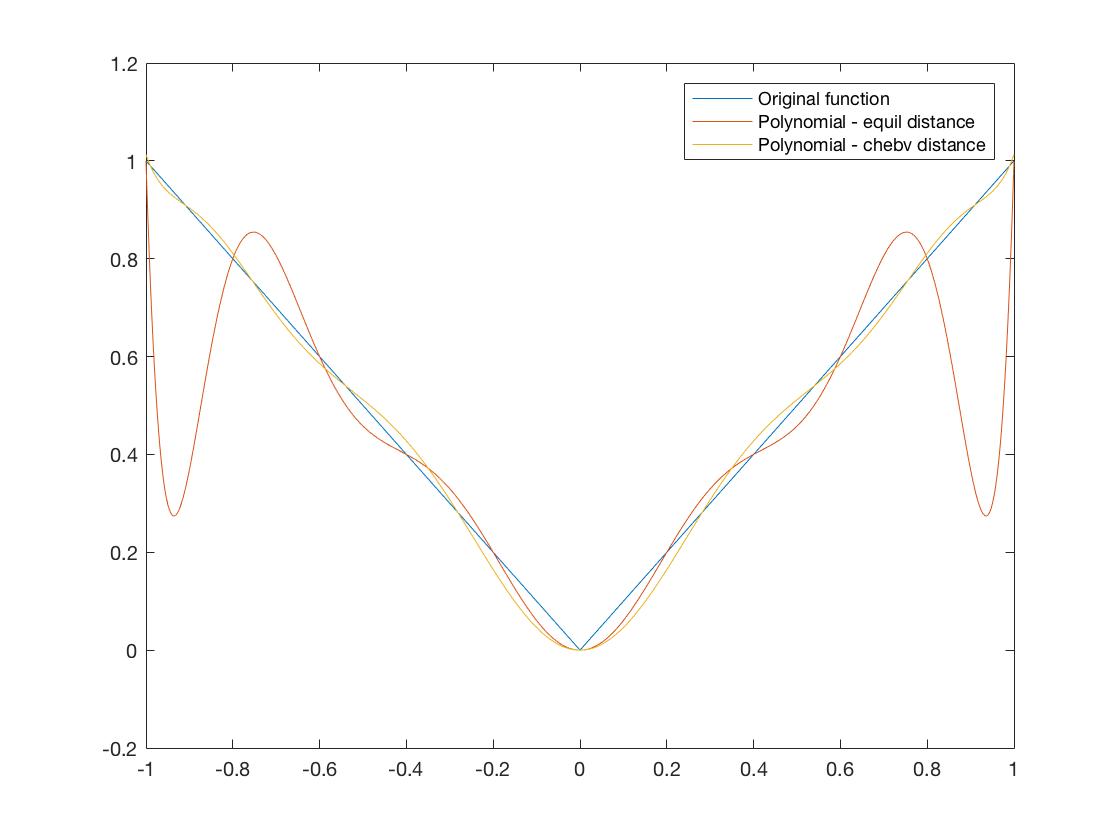 1.2
Original function
Polynomial - equil distance
Polynomial - chebv distance
1
0.8
0.6
0.4
0.2
0
-0.2
-1 -0.8 -0.6 -0.4 -0.2 0 0.2 0.4 0.6 0.8 1